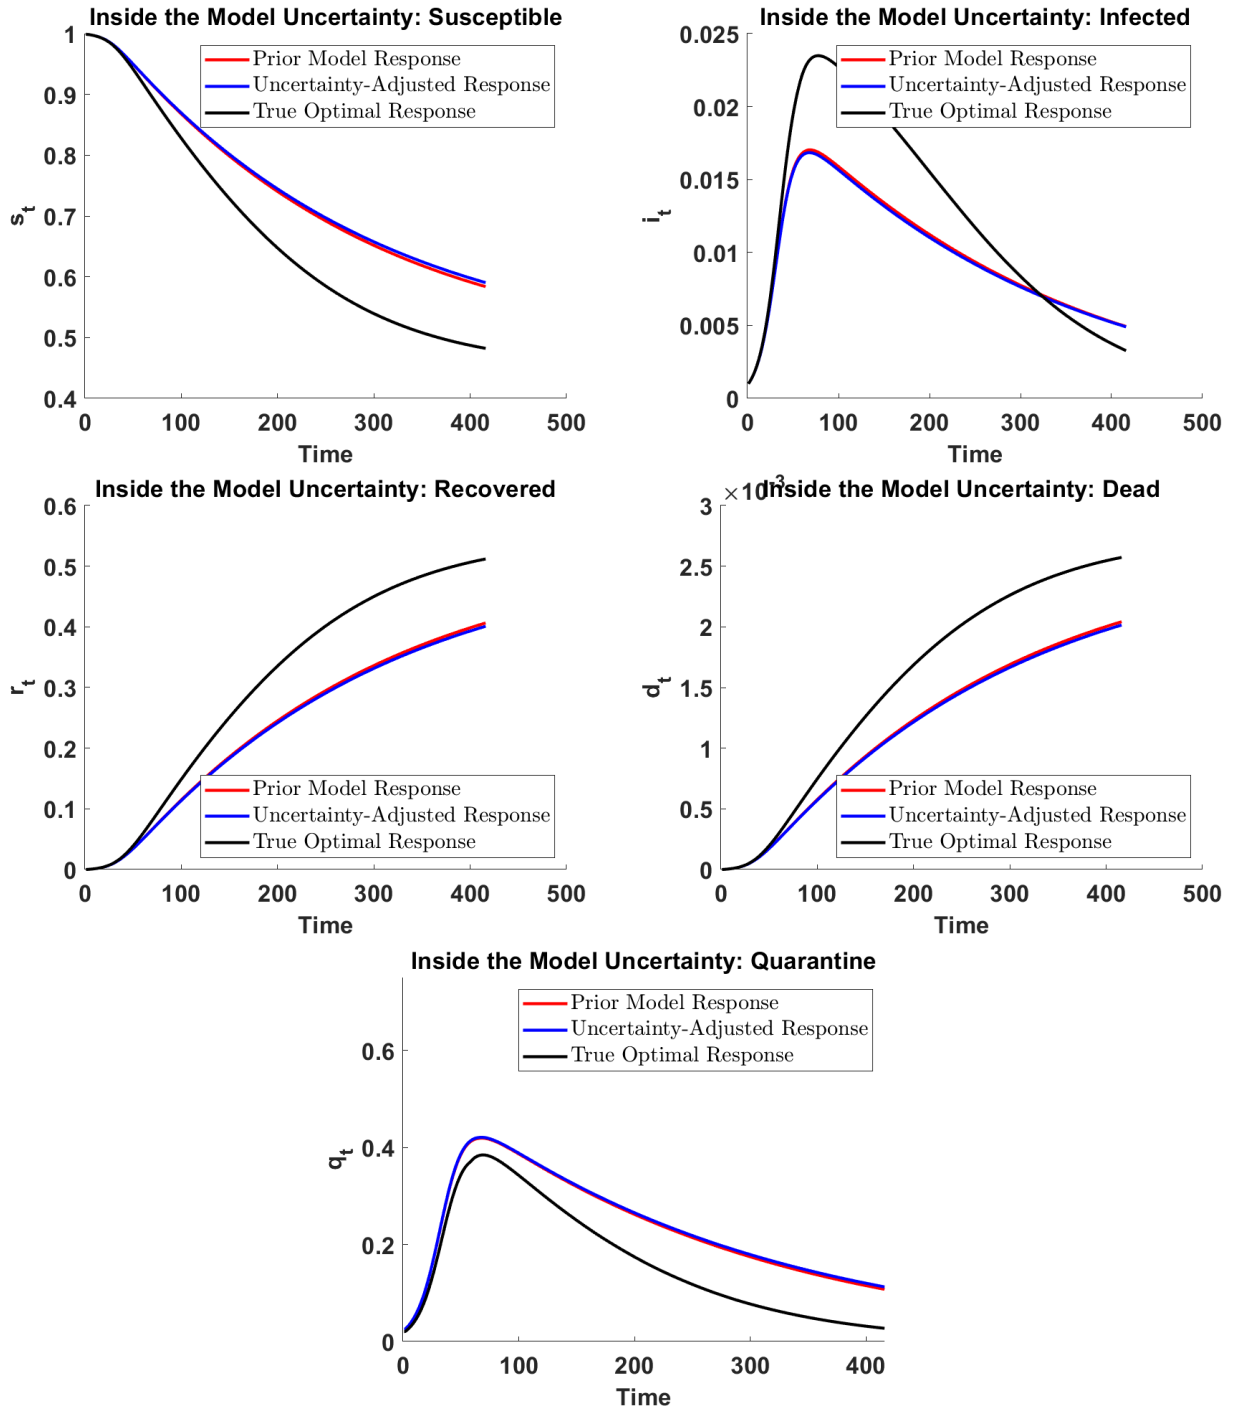 Inside the Model Uncertainty: Susceptible
1
0.9
0.8
0.7
0.6
0.5
0.4
s_t
0 100 200 300 400 500
Time
Prior Model Response
Uncertainty-Adjusted Response
True Optimal Response
Inside the Model Uncertainty: Infected
0.025
0.02
0.015
0.01
0.005
0
i_t
0 100 200 300 400 500
Time
Prior Model Response
Uncertainty-Adjusted Response
True Optimal Response
Inside the Model Uncertainty: Recovered
0.6
0.5
0.4
0.3
0.2
0.1
0
r_t
0 100 200 300 400 500
Time
Prior Model Response
Uncertainty-Adjusted Response
True Optimal Response
×10^-3
Inside the Model Uncertainty: Dead
3
2.5
2
1.5
1
0.5
0
d_t
0 100 200 300 400 500
Time
Prior Model Response
Uncertainty-Adjusted Response
True Optimal Response
Inside the Model Uncertainty: Quarantine
0.6
0.4
0.2
0
q_t
0 100 200 300 400
Time
Prior Model Response
Uncertainty-Adjusted Response
True Optimal Response